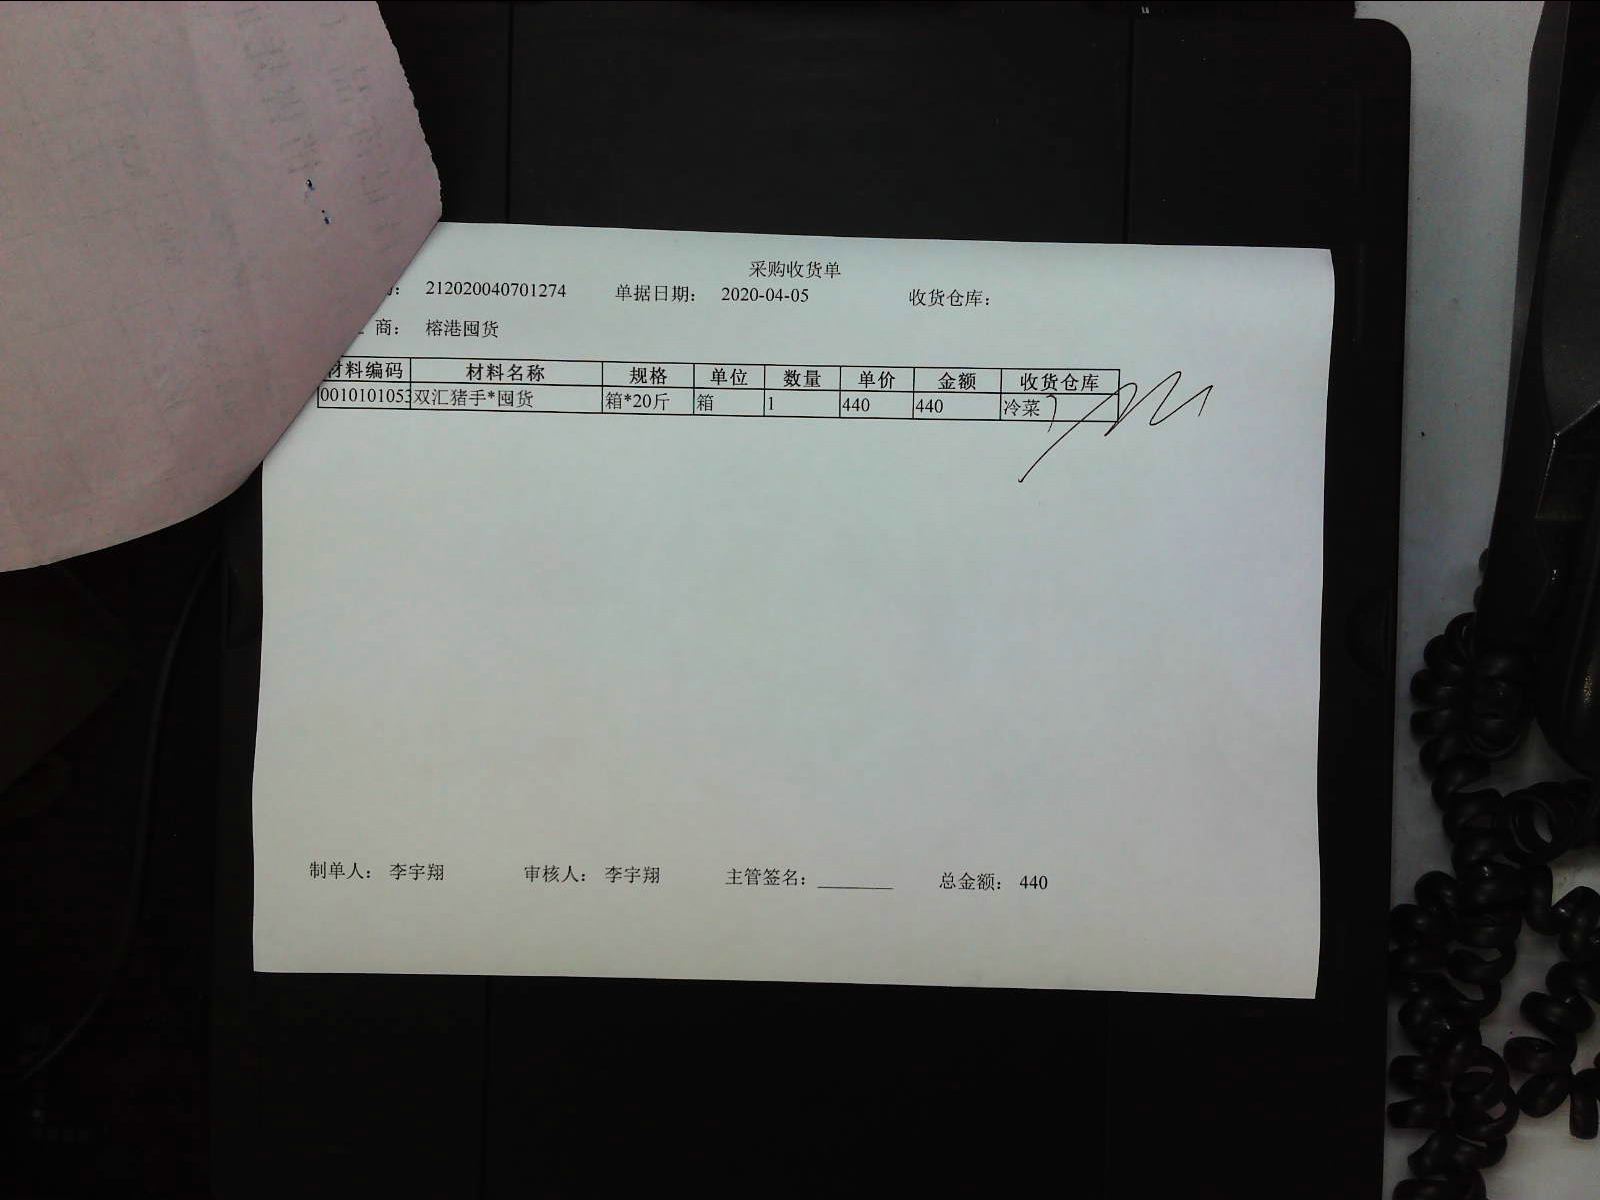 采购收货单
212020040701274 单据日期： 2020-04-05 收货仓库：
商： 榕港囤货
材料编码 材料名称 规格 单位 数量 单价 金额 收货仓库
0010101053 双汇猪手*囤货 箱*20斤 箱 1 440 440 冷菜
制单人： 李宇翔 审核人： 李宇翔 主管签名：________ 总金额： 440